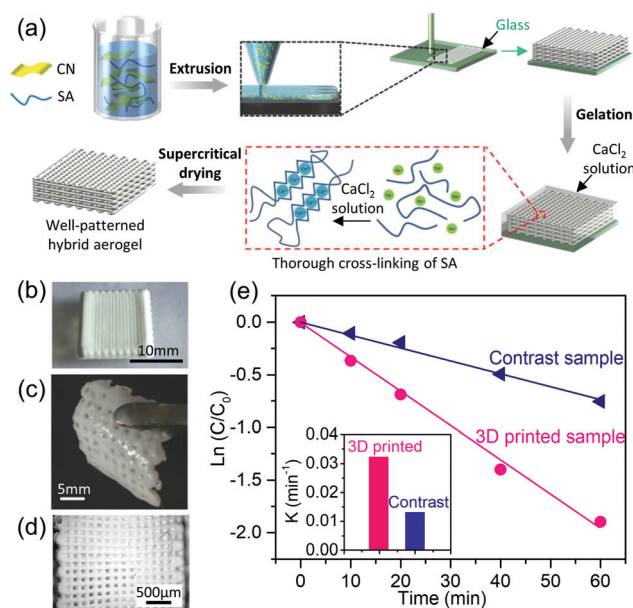 (a)
CN
SA
Extrusion
Glass
Gelation
CaCl₂
solution
Supercritical
drying
CaCl₂
solution
Well-patterned
hybrid aerogel
Thorough cross-linking of SA
(b)
10mm
(c)
5mm
(d)
a
500μm
(e)
Ln (C/C₀)
0.0
-0.5
-1.0
-1.5
-2.0
Contrast sample
3D printed sample
K (min⁻¹)
0.04
0.03
0.02
0.01
0.00
3D printed
Contrast
0 10 20 30 40 50 60
Time (min)